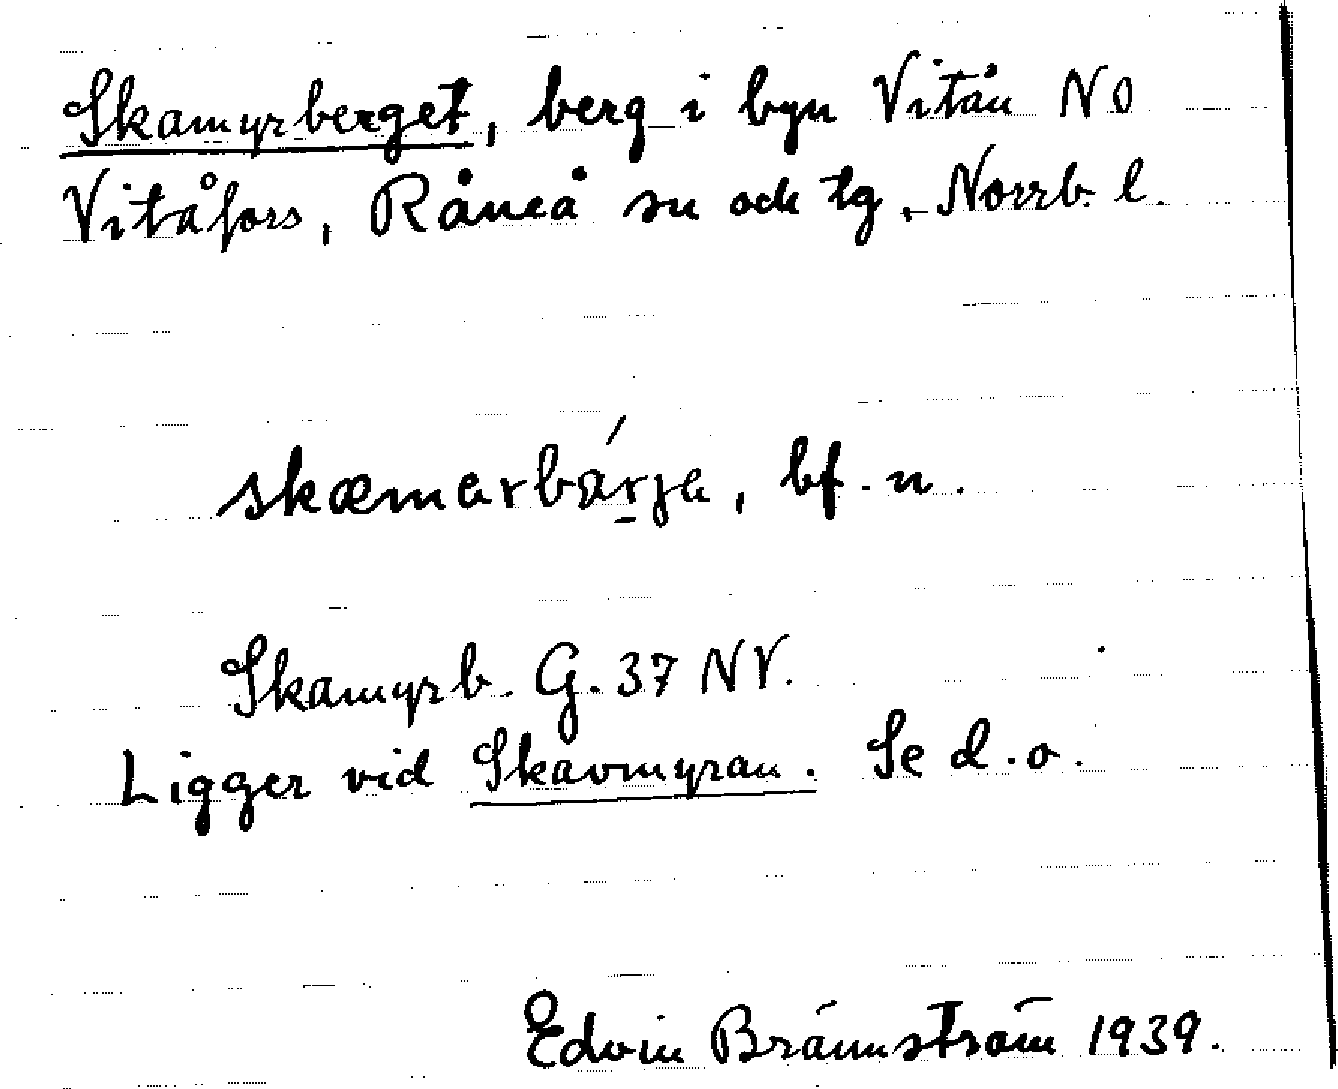 Skamyrberget, berg i byn Vitån NO
Vitåfors, Råneå sn och tg, Norrb. l.
skæmarbárjɐ, bf. n.
Skamyrb. G. 37 NV.
Ligger vid Skavmyran. Se d.o.
Edvin Brännström 1939.